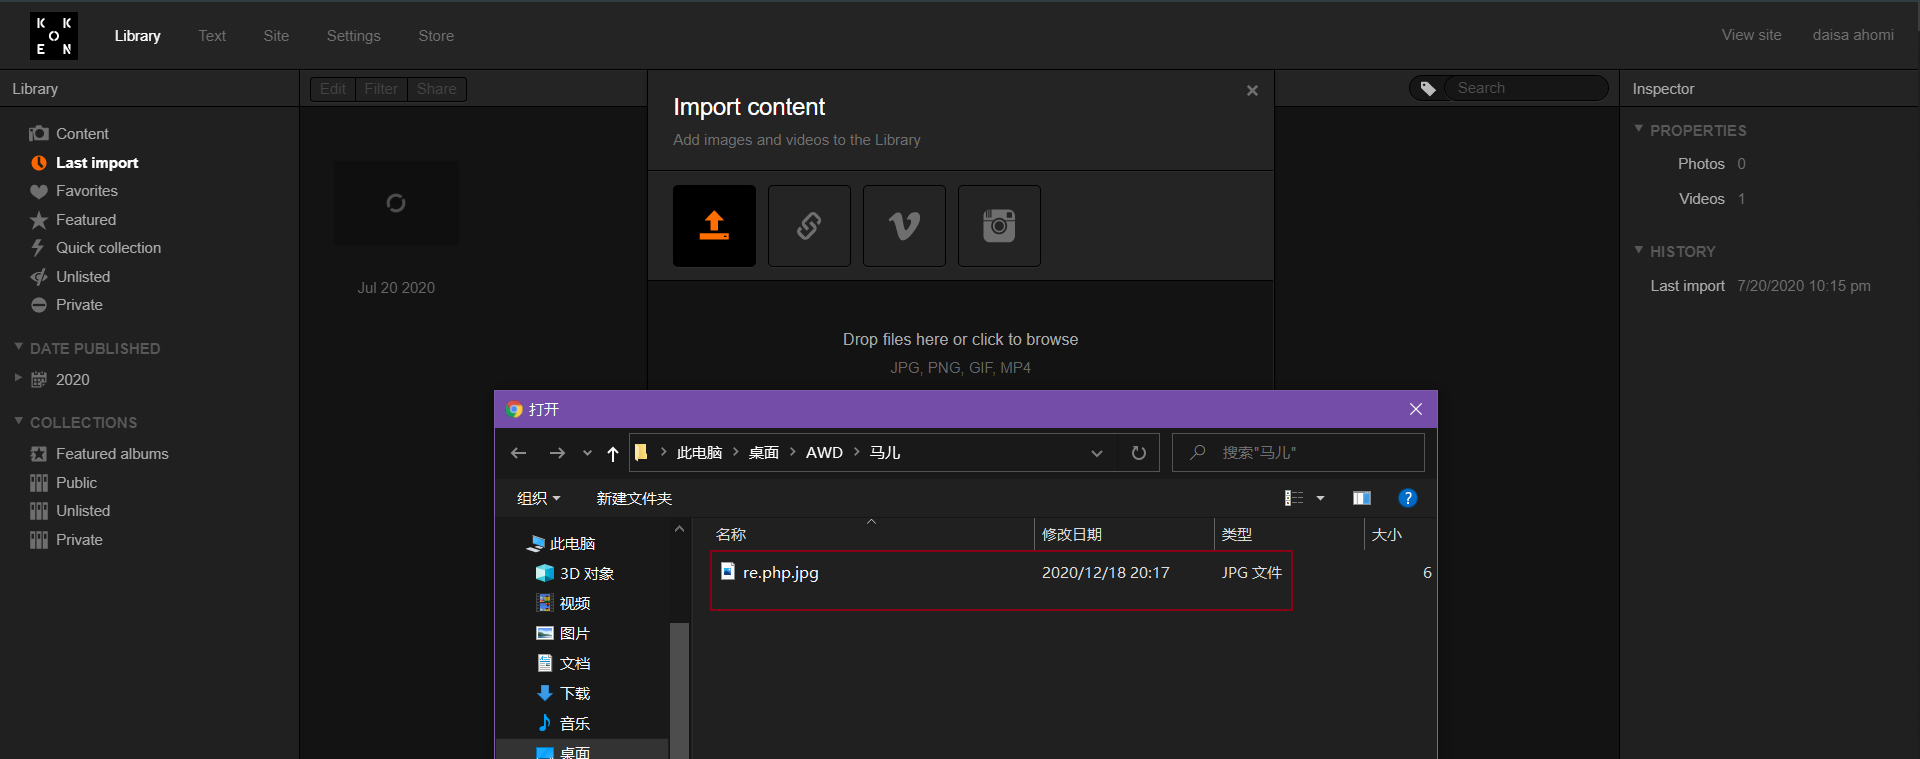 K K
O
E N
Library Text Site Settings Store
View site daisa ahomi
Library
Edit Filter Share
Search
Inspector
Content
Last import
Favorites
Featured
Quick collection
Unlisted
Private
DATE PUBLISHED
2020
COLLECTIONS
Featured albums
Public
Unlisted
Private
Jul 20 2020
Import content
Add images and videos to the Library
Drop files here or click to browse
JPG, PNG, GIF, MP4
PROPERTIES
Photos 0
Videos 1
HISTORY
Last import 7/20/2020 10:15 pm
打开
此电脑 桌面 AWD 马儿
搜索"马儿"
组织 新建文件夹
?
此电脑
3D 对象
视频
图片
文档
下载
音乐
桌面
名称 修改日期 类型 大小
re.php.jpg 2020/12/18 20:17 JPG 文件 6